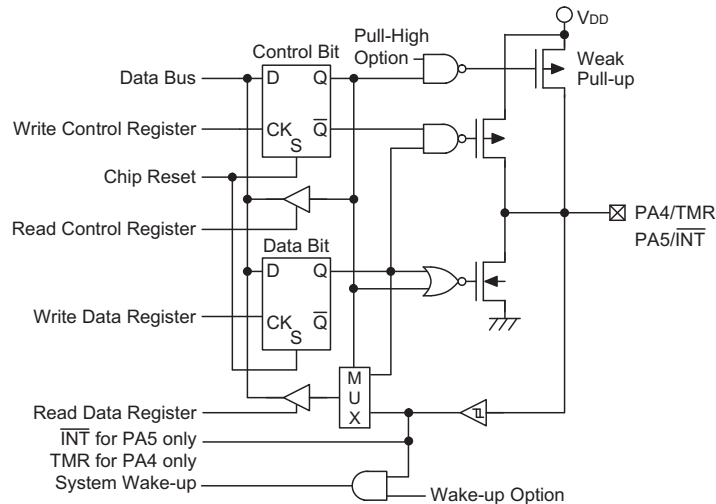 VDD
Pull-High
Option
Control Bit
Weak
Pull-up
Data Bus
D Q
Write Control Register
CK Q
S
Chip Reset
PA4/TMR
Read Control Register
PA5/INT
Data Bit
D Q
Write Data Register
CK Q
S
M
U
X
Read Data Register
INT for PA5 only
TMR for PA4 only
System Wake-up
Wake-up Option